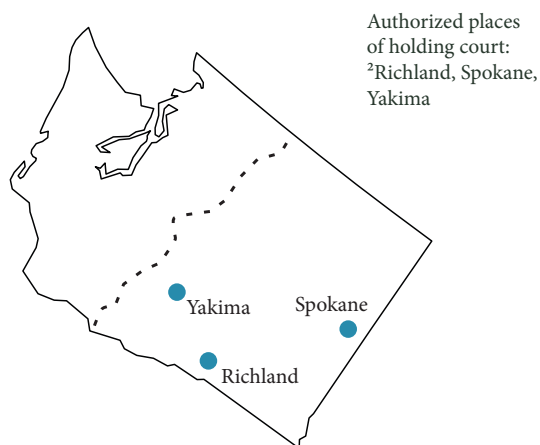 Authorized places
of holding court:
²Richland, Spokane,
Yakima
Spokane
Yakima
Richland